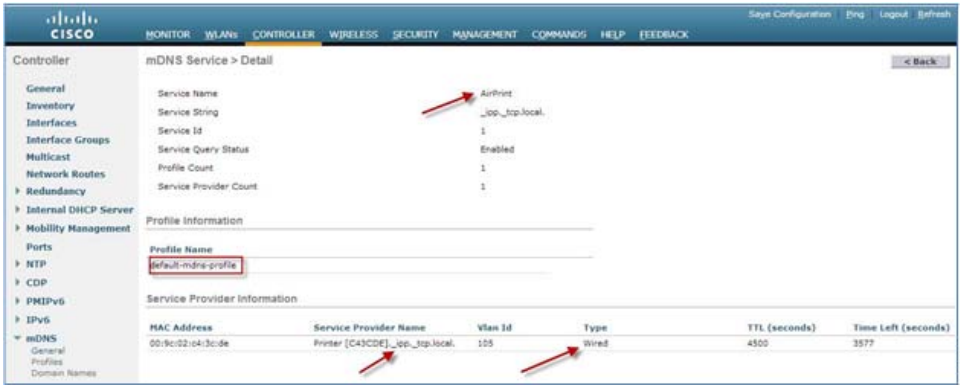 Save Configuration Ping Logout Refresh
CISCO
MONITOR WLANs CONTROLLER WIRELESS SECURITY MANAGEMENT COMMANDS HELP FEEDBACK
Controller
General
Inventory
Interfaces
Interface Groups
Multicast
Network Routes
Redundancy
Internal DHCP Server
Mobility Management
Ports
NTP
CDP
PMIPv6
IPv6
mDNS
General
Profiles
Domain Names
mDNS Service > Detail
< Back
Service Name AirPrint
Service String _ipp._tcp.local.
Service Id 1
Service Query Status Enabled
Profile Count 1
Service Provider Count 1
Profile Information
Profile Name
default-mdns-profile
Service Provider Information
MAC Address Service Provider Name Vlan Id Type TTL (seconds) Time Left (seconds)
00:9c:02:c4:3c:de Printer [C43CDE]._ipp._tcp.local. 105 Wired 4500 3577